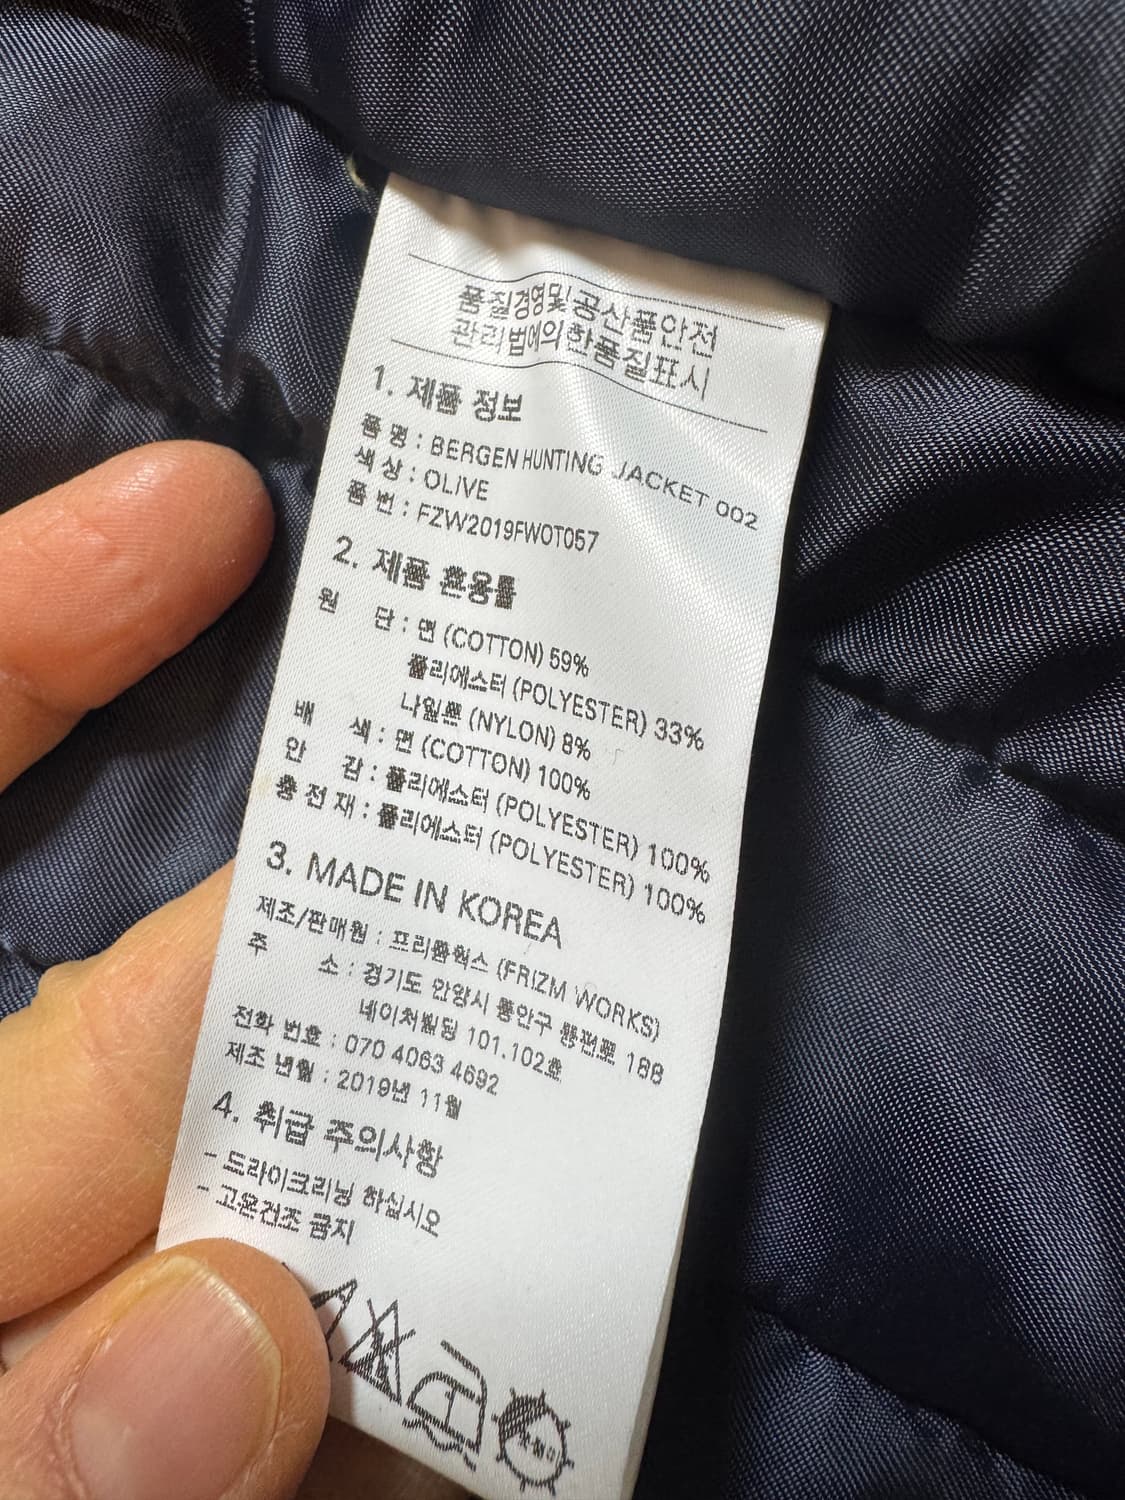 품질경영및공산품안전
관리법에의한품질표시
1. 제품 정보
품 명 : BERGEN HUNTING JACKET 002
색 상 : OLIVE
품 번 : FZW2019FWOT057
2. 제품 혼용률
원 단 : 면 (COTTON) 59%
폴리에스터 (POLYESTER) 33%
나일론 (NYLON) 8%
배 색 : 면 (COTTON) 100%
안 감 : 폴리에스터 (POLYESTER) 100%
충 전 재 : 폴리에스터 (POLYESTER) 100%
3. MADE IN KOREA
제조/판매원 : 프리즘웍스 (FRIZM WORKS)
주 소 : 경기도 안양시 동안구 188
네이처빌딩 101.102호
전화 번호 : 070 4063 4692
제조 년월 : 2019년 11월
4. 취급 주의사항
- 드라이크리닝 하십시오
- 고온건조 금지